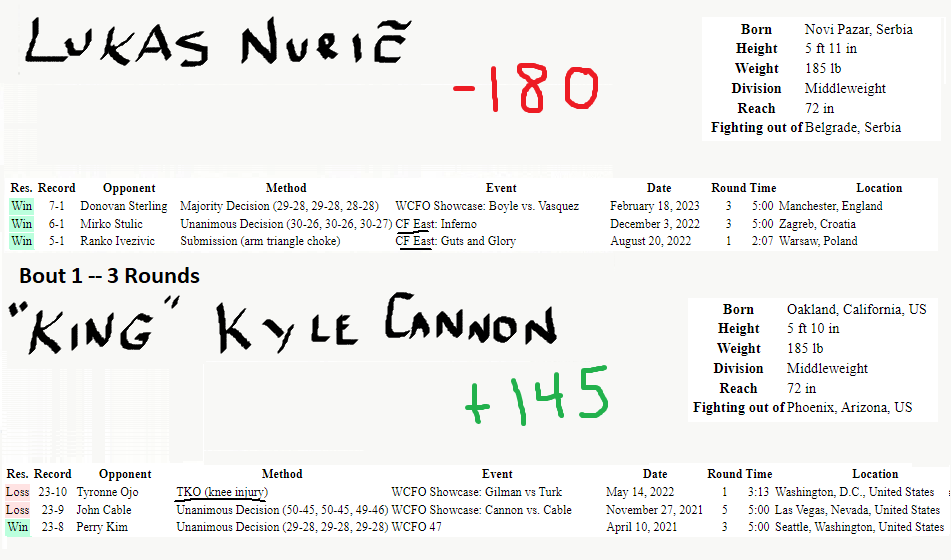 LUKAS NURIC̃
-180
Born Novi Pazar, Serbia
Height 5 ft 11 in
Weight 185 lb
Division Middleweight
Reach 72 in
Fighting out of Belgrade, Serbia
Res. Record Opponent Method Event Date Round Time Location
Win 7-1 Donovan Sterling Majority Decision (29-28, 29-28, 28-28) WCFO Showcase: Boyle vs. Vasquez February 18, 2023 3 5:00 Manchester, England
Win 6-1 Mirko Stulic Unanimous Decision (30-26, 30-26, 30-27) CF East: Inferno December 3, 2022 3 5:00 Zagreb, Croatia
Win 5-1 Ranko Ivezivic Submission (arm triangle choke) CF East: Guts and Glory August 20, 2022 1 2:07 Warsaw, Poland
Bout 1 -- 3 Rounds
"KING" KYLE CANNON
+145
Born Oakland, California, US
Height 5 ft 10 in
Weight 185 lb
Division Middleweight
Reach 72 in
Fighting out of Phoenix, Arizona, US
Res. Record Opponent Method Event Date Round Time Location
Loss 23-10 Tyronne Ojo TKO (knee injury) WCFO Showcase: Gilman vs Turk May 14, 2022 1 3:13 Washington, D.C., United States
Loss 23-9 John Cable Unanimous Decision (50-45, 50-45, 49-46) WCFO Showcase: Cannon vs. Cable November 27, 2021 5 5:00 Las Vegas, Nevada, United States
Win 23-8 Perry Kim Unanimous Decision (29-28, 29-28, 29-28) WCFO 47 April 10, 2021 3 5:00 Seattle, Washington, United States